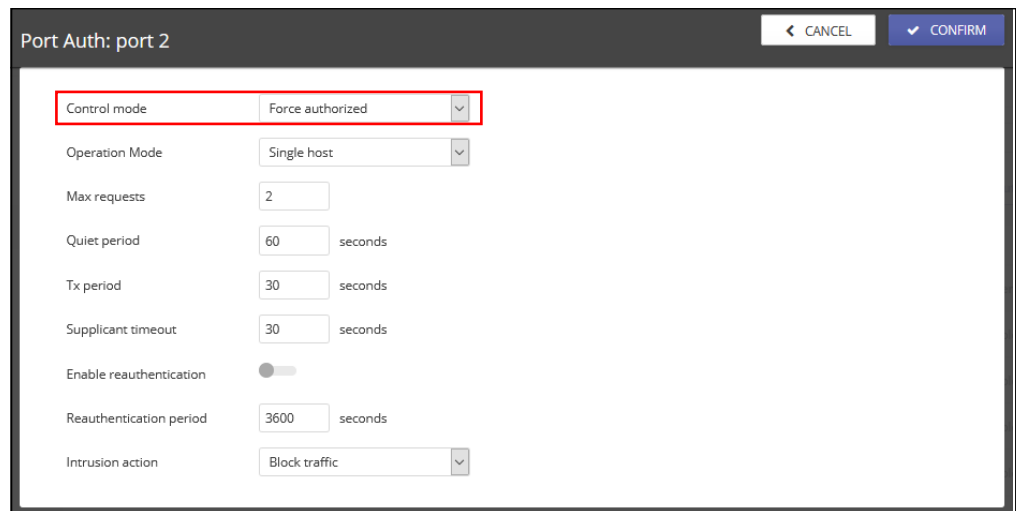 Port Auth: port 2
CANCEL
CONFIRM
Control mode Force authorized
Operation Mode Single host
Max requests 2
Quiet period 60 seconds
Tx period 30 seconds
Supplicant timeout 30 seconds
Enable reauthentication
Reauthentication period 3600 seconds
Intrusion action Block traffic